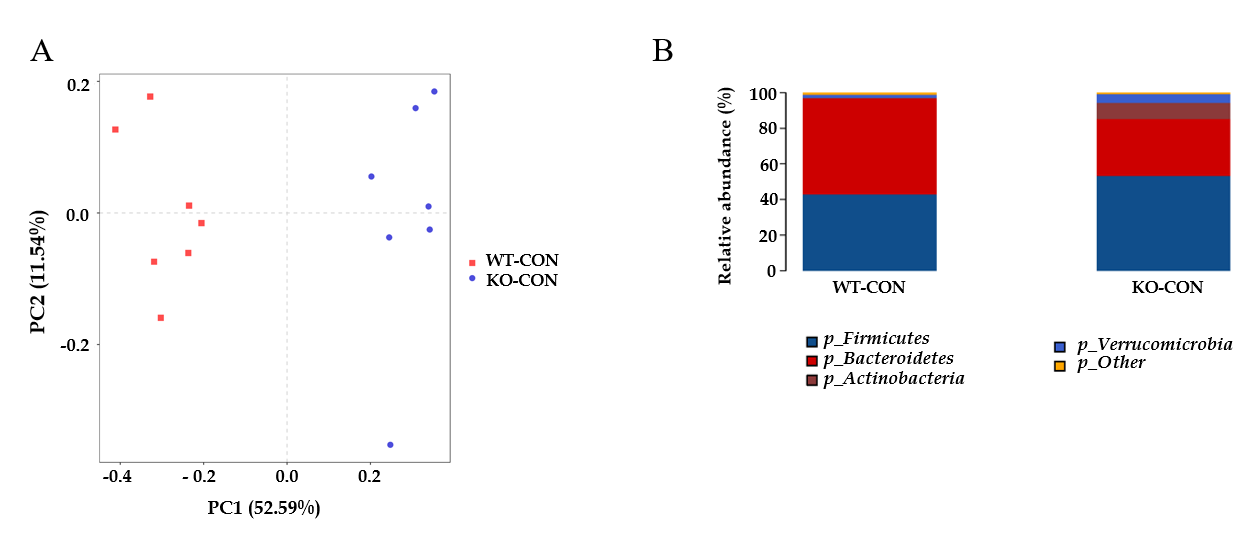 A
0.2
0.0
-0.2
PC2 (11.54%)
-0.4
- 0.2
0.0
0.2
PC1 (52.59%)
WT-CON
KO-CON
B
Relative abundance (%)
100
80
60
40
20
0
WT-CON
KO-CON
p_Firmicutes
p_Bacteroidetes
p_Actinobacteria
p_Verrucomicrobia
p_Other